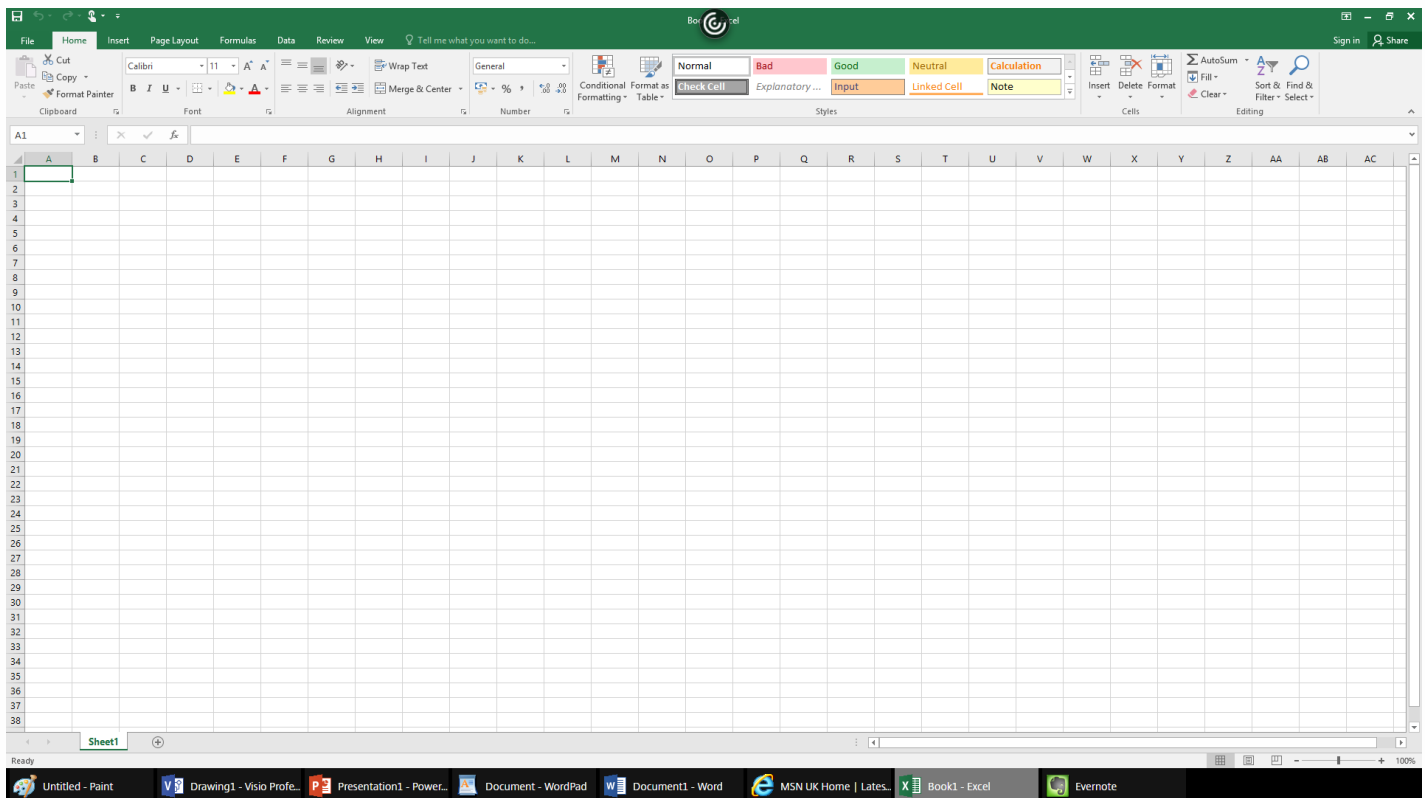 Bo el
File Home Insert Page Layout Formulas Data Review View Tell me what you want to do... Sign in Share
Paste Cut Copy Format Painter
Calibri 11 A A
B I U A
Wrap Text
Merge & Center
General
% ,
Conditional Formatting Format as Table
Normal Bad Good Neutral Calculation
Check Cell Explanatory ... Input Linked Cell Note
Insert Delete Format
AutoSum
Fill
Clear
Sort & Filter Find & Select
Clipboard Font Alignment Number Styles Cells Editing
A1 fx
A B C D E F G H I J K L M N O P Q R S T U V W X Y Z AA AB AC
1
2
3
4
5
6
7
8
9
10
11
12
13
14
15
16
17
18
19
20
21
22
23
24
25
26
27
28
29
30
31
32
33
34
35
36
37
38
Sheet1
Ready 100%
Untitled - Paint Drawing1 - Visio Profe... Presentation1 - Power... Document - WordPad Document1 - Word MSN UK Home | Lates... Book1 - Excel Evernote